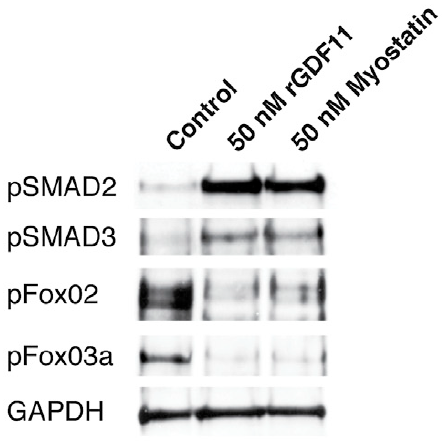 Control
50 nM rGDF11
50 nM Myostatin
pSMAD2
pSMAD3
pFox02
pFox03a
GAPDH